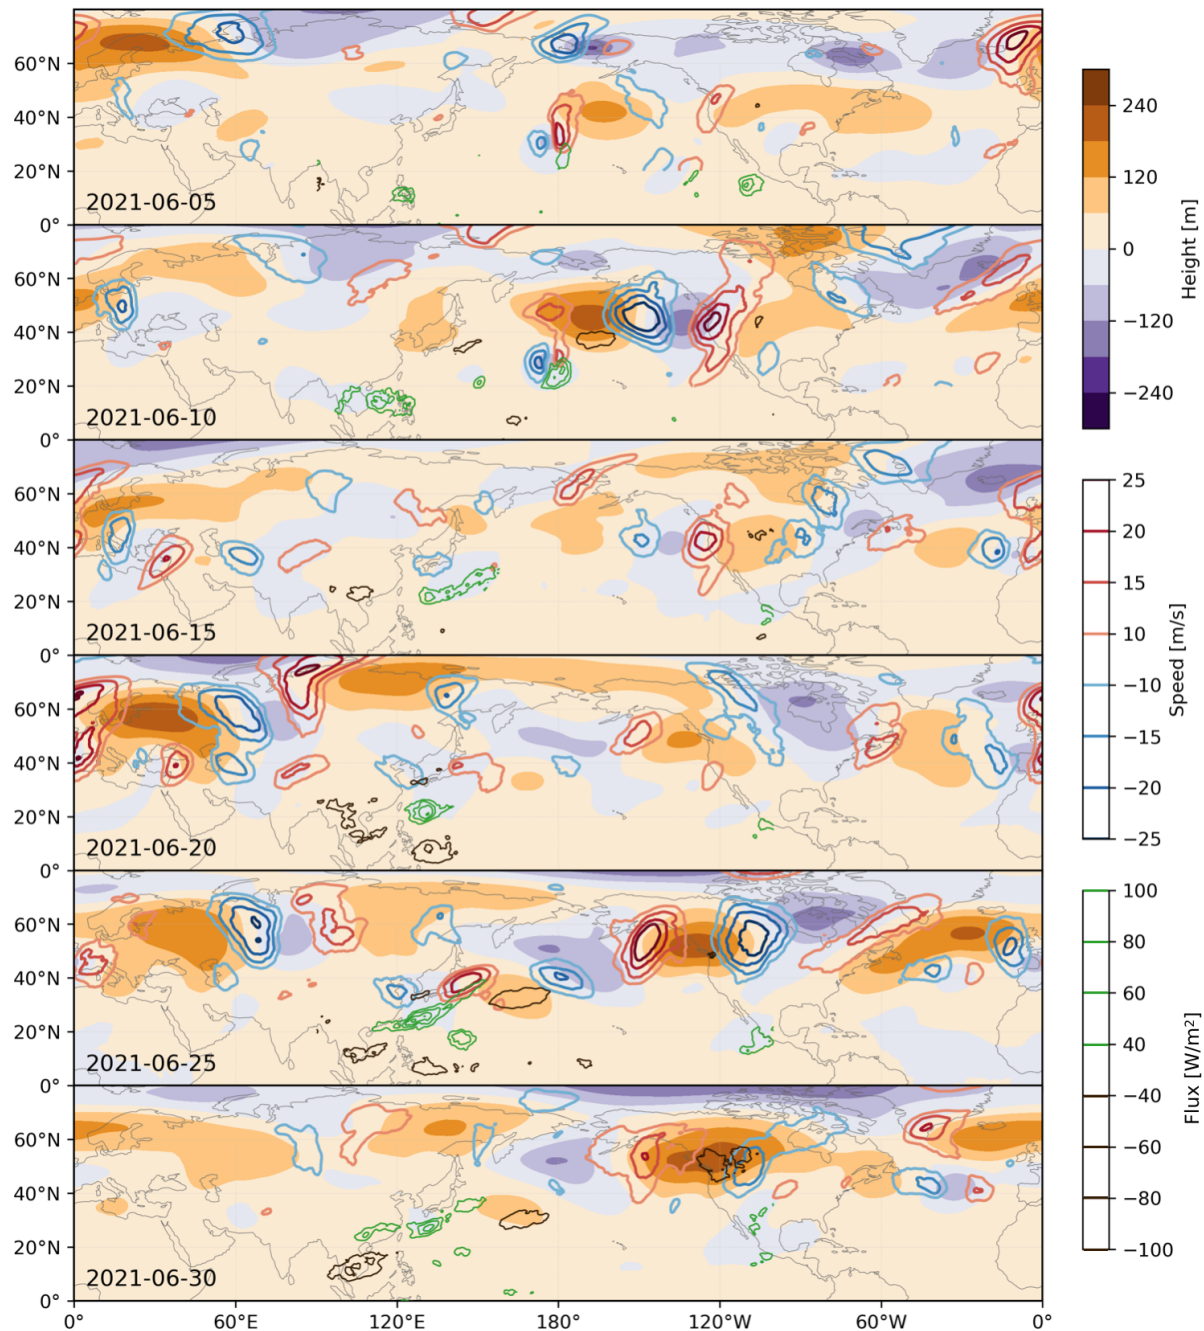 60°N
40°N
20°N
0°
2021-06-05
60°N
40°N
20°N
0°
2021-06-10
60°N
40°N
20°N
0°
2021-06-15
60°N
40°N
20°N
0°
2021-06-20
60°N
40°N
20°N
0°
2021-06-25
60°N
40°N
20°N
0°
2021-06-30
0° 60°E 120°E 180° 120°W 60°W 0°
240
120
0
−120
−240
Height [m]
25
20
15
10
−10
−15
−20
−25
Speed [m/s]
100
80
60
40
−40
−60
−80
−100
Flux [W/m²]